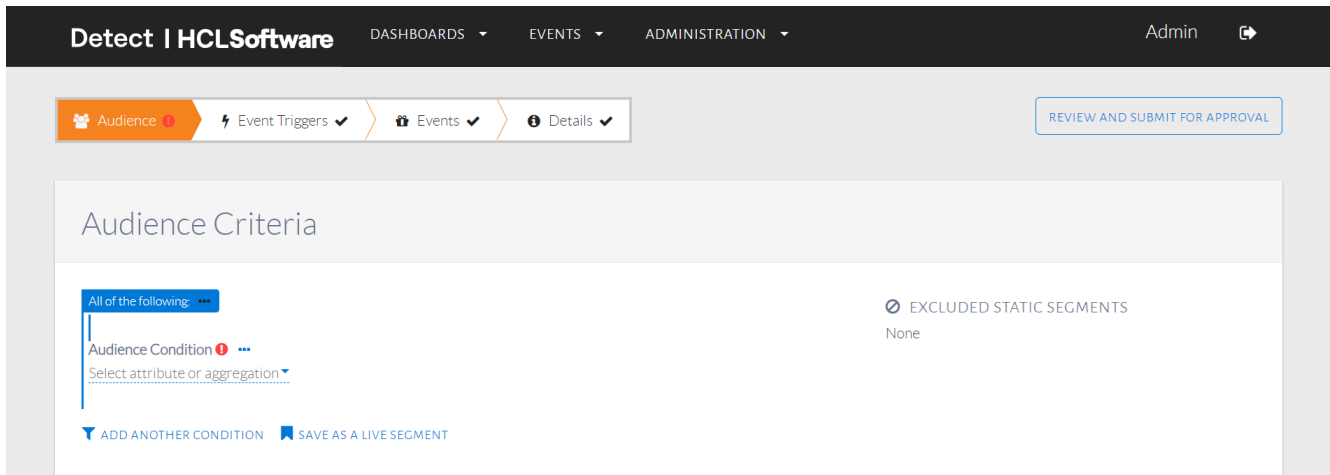 Detect | HCLSoftware DASHBOARDS EVENTS ADMINISTRATION Admin
Audience Event Triggers Events Details REVIEW AND SUBMIT FOR APPROVAL
Audience Criteria
All of the following: ...
EXCLUDED STATIC SEGMENTS
None
Audience Condition ...
Select attribute or aggregation
ADD ANOTHER CONDITION SAVE AS A LIVE SEGMENT